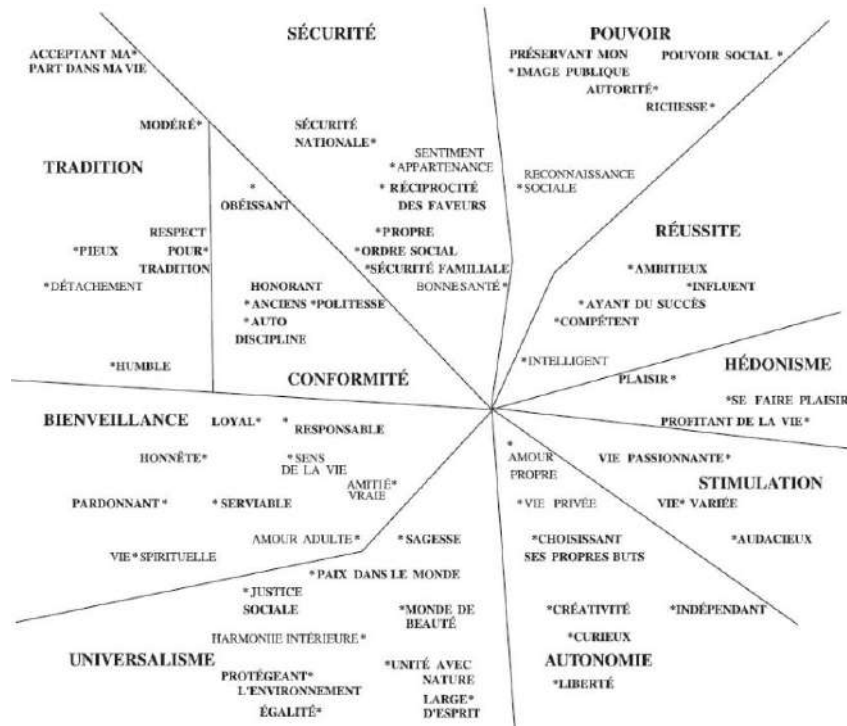 SÉCURITÉ
POUVOIR
ACCEPTANT MA*
PART DANS MA VIE
PRÉSERVANT MON
*IMAGE PUBLIQUE
POUVOIR SOCIAL *
AUTORITÉ*
RICHESSE *
MODÉRÉ*
SÉCURITÉ
NATIONALE*
SENTIMENT
*APPARTENANCE
TRADITION
*
OBÉISSANT
* RÉCIPROCITÉ
DES FAVEURS
RECONNAISSANCE
*SOCIALE
RESPECT
*PIEUX
POUR*
TRADITION
*PROPRE
*ORDRE SOCIAL
*SÉCURITÉ FAMILIALE
BONNE SANTÉ*
RÉUSSITE
*AMBITIEUX
*INFLUENT
*AYANT DU SUCCÈS
*COMPÉTENT
*DÉTACHEMENT
HONORANT
*ANCIENS *POLITESSE
*AUTO
DISCIPLINE
*HUMBLE
CONFORMITÉ
*INTELLIGENT
PLAISIR*
HÉDONISME
*SE FAIRE PLAISIR
PROFITANT DE LA VIE*
BIENVEILLANCE
LOYAL*
*
RESPONSABLE
HONNÊTE*
*SENS
DE LA VIE
AMITIÉ
VRAIE *
*
AMOUR
PROPRE
VIE PASSIONNANTE*
STIMULATION
PARDONNANT *
*SERVIABLE
*VIE PRIVÉE
VIE* VARIÉE
AMOUR ADULTE*
*SAGESSE
*CHOISISSANT
SES PROPRES BUTS
*AUDACIEUX
VIE*SPIRITUELLE
*PAIX DANS LE MONDE
*JUSTICE
SOCIALE
*MONDE DE
BEAUTÉ
*CRÉATIVITÉ
*INDÉPENDANT
HARMONIIE INTÉRIEURE*
*CURIEUX
UNIVERSALISME
PROTÉGEANT*
L'ENVIRONNEMENT
*UNITÉ AVEC
NATURE
AUTONOMIE
*LIBERTÉ
ÉGALITÉ*
LARGE*
D'ESPRIT